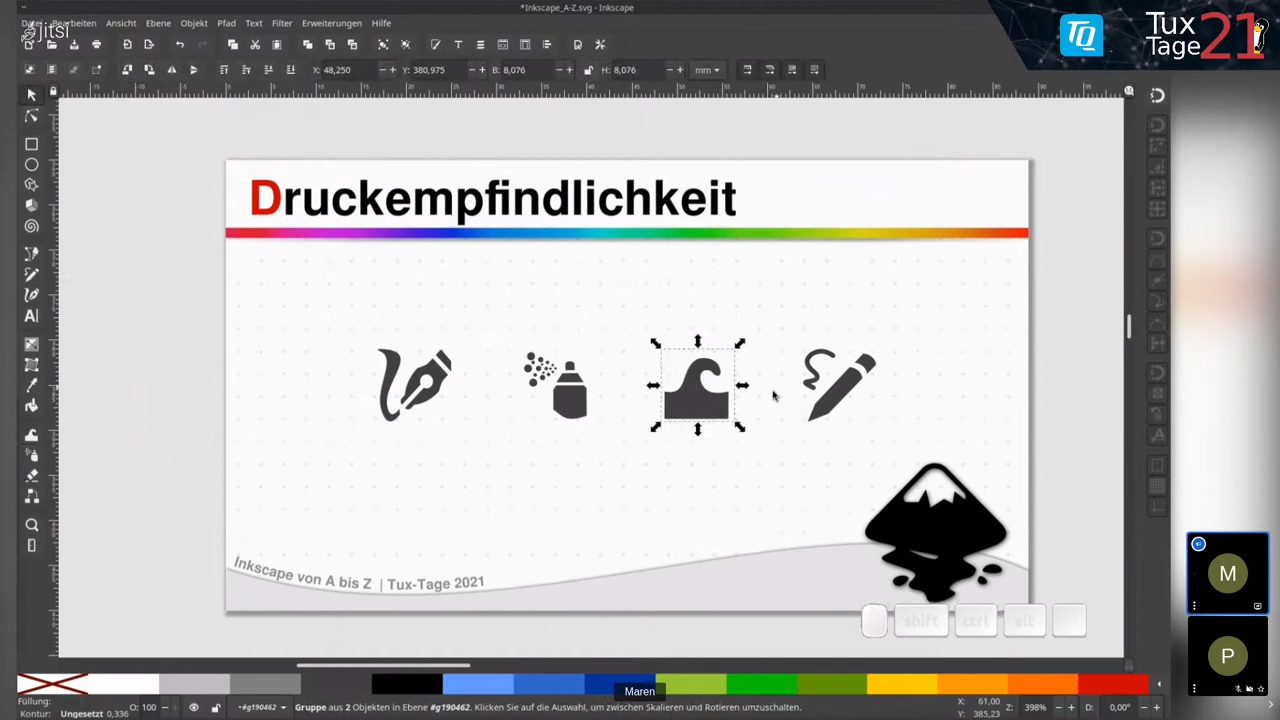 *Inkscape_A-Z.svg - Inkscape
Datei Bearbeiten Ansicht Ebene Objekt Pfad Text Filter Erweiterungen Hilfe
jitsi
TQ
Tux
Tage 21
X: 48,250 Y: 380,975 B: 8,076 H: 8,076 mm
Druckempfindlichkeit
Inkscape von A bis Z | Tux-Tage 2021
shift ctrl alt
M
P
Maren
Füllung:
Kontur: Ungesetzt 0,336
O: 100
•#g190462
Gruppe aus 2 Objekten in Ebene #g190462. Klicken Sie auf die Auswahl, um zwischen Skalieren und Rotieren umzuschalten.
X: 61,00
Y: 385,23
Z: 398% D: 0,00°